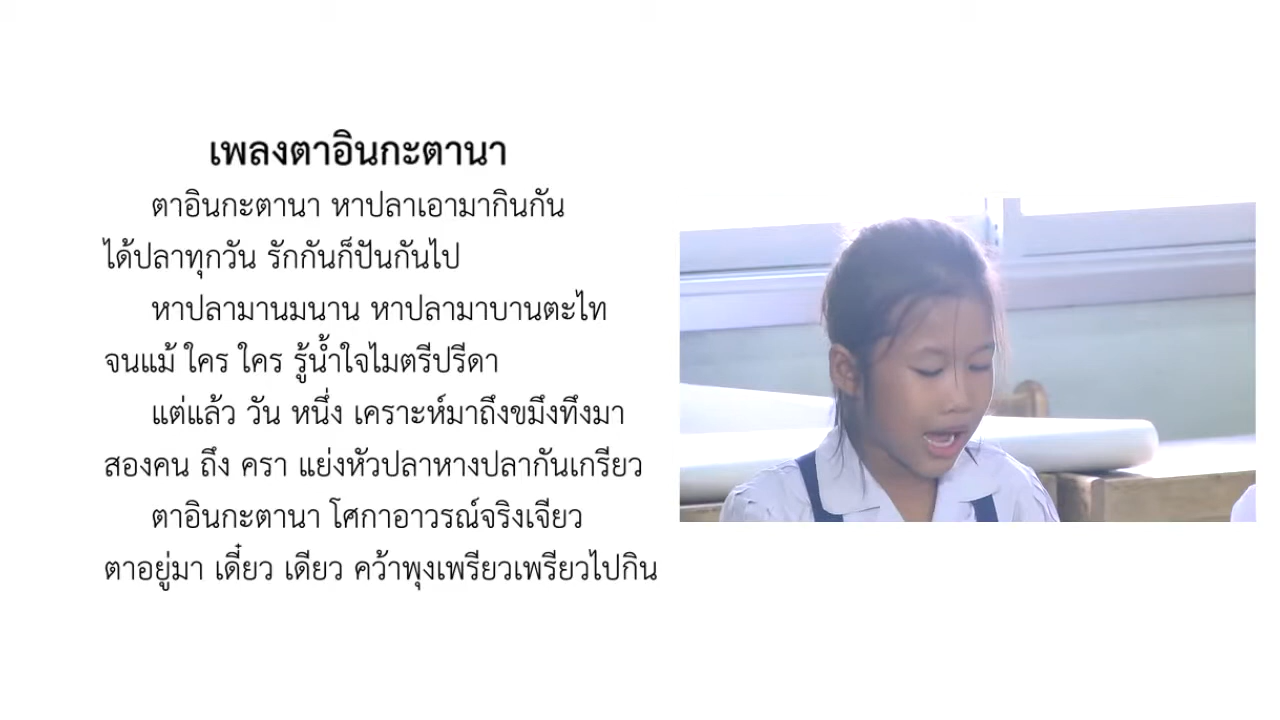 เพลงตาอินกะตานา
ตาอินกะตานา หาปลาเอามากินกัน
ได้ปลาทุกวัน รักกันก็ปันกันไป
หาปลามานมนาน หาปลามาบานตะไท
จนแม้ ใคร ใคร รู้น้ำใจไมตรีปรีดา
แต่แล้ว วัน หนึ่ง เคราะห์มาถึงขมึงทึงมา
สองคน ถึง ครา แย่งหัวปลาหางปลากันเกรียว
ตาอินกะตานา โศกาอาวรณ์จริงเจียว
ตาอยู่มา เดี๋ยว เดียว คว้าพุงเพรียวเพรียวไปกิน